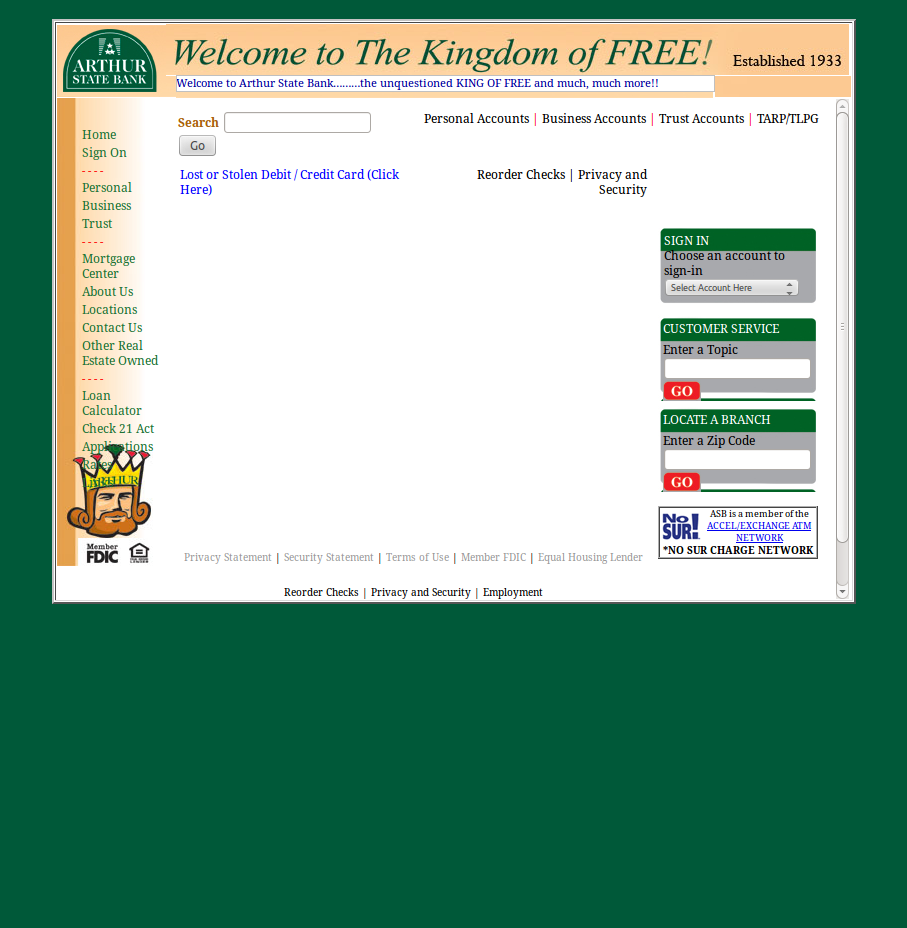 ARTHUR
STATE BANK
Welcome to The Kingdom of FREE!
Established 1933
Welcome to Arthur State Bank.........the unquestioned KING OF FREE and much, much more!!
Search
Go
Personal Accounts | Business Accounts | Trust Accounts | TARP/TLPG
Lost or Stolen Debit / Credit Card (Click
Here)
Reorder Checks | Privacy and
Security
Home
Sign On
- - - -
Personal
Business
Trust
- - - -
Mortgage
Center
About Us
Locations
Contact Us
Other Real
Estate Owned
- - - -
Loan
Calculator
Check 21 Act
Applications
Rates
ARTHUR
Member
FDIC
SIGN IN
Choose an account to
sign-in
Select Account Here
CUSTOMER SERVICE
Enter a Topic
GO
LOCATE A BRANCH
Enter a Zip Code
GO
No
SUR!
ASB is a member of the
ACCEL/EXCHANGE ATM
NETWORK
*NO SUR CHARGE NETWORK
Privacy Statement | Security Statement | Terms of Use | Member FDIC | Equal Housing Lender
Reorder Checks | Privacy and Security | Employment